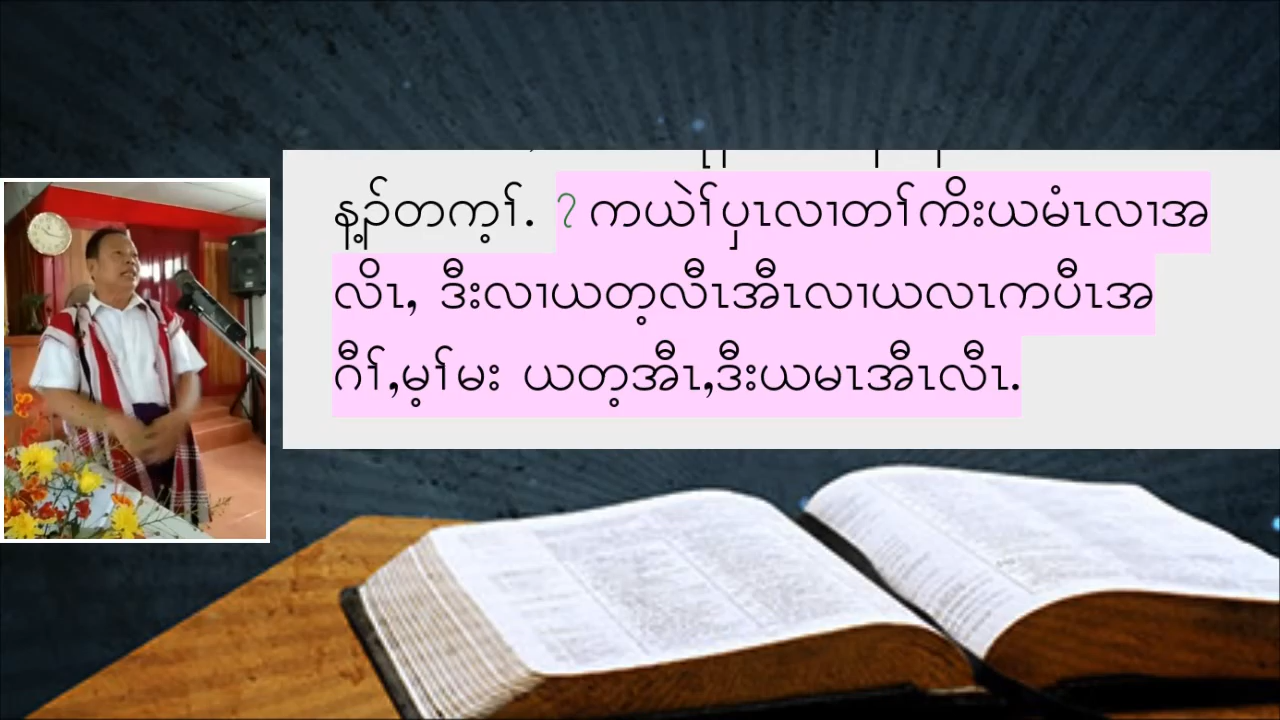 န့ၣ်တက့ၢ်. ၇ ကယဲၢ်ပှၤလၢတၢ်ကိးယမံၤလၢအ
လိၤ, ဒီးလၢယတ့လီၤအီၤလၢယလၤကပီၤအ
ဂီၢ်,မ့ၢ်မး ယတ့အီၤ,ဒီးယမၤအီၤလီၤ.